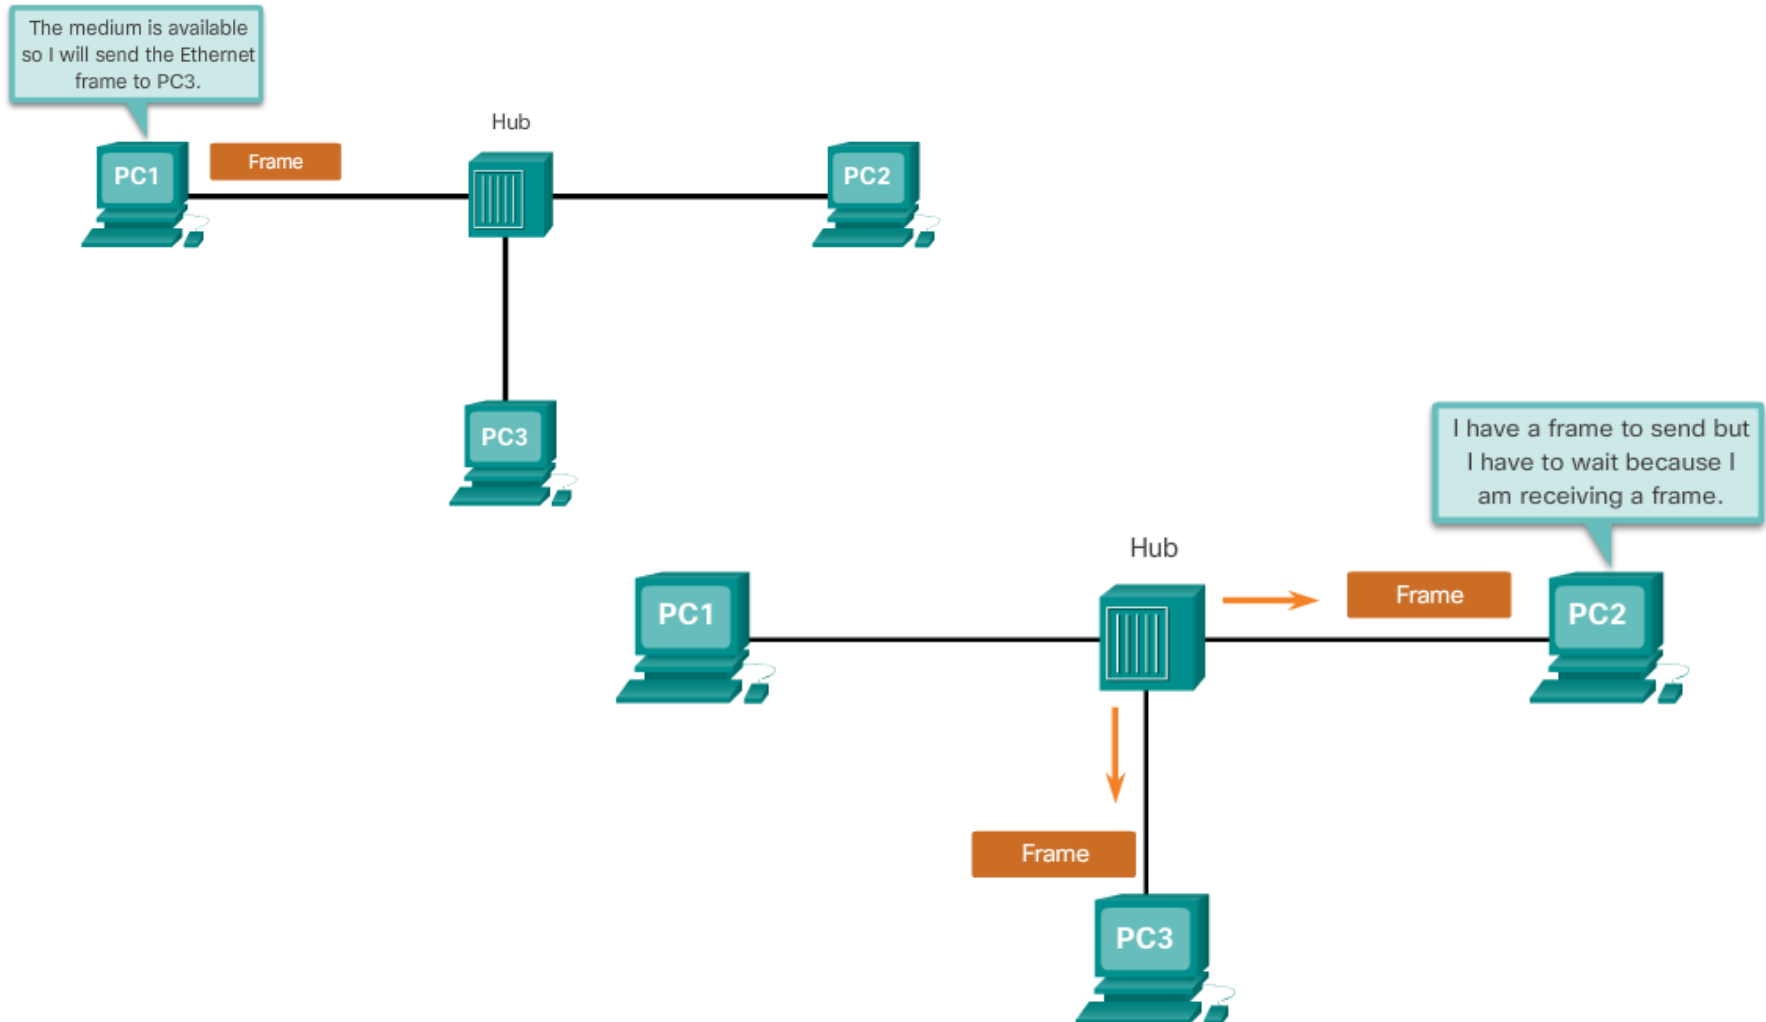 The medium is available
so I will send the Ethernet
frame to PC3.
Hub
PC1
Frame
PC2
PC3
I have a frame to send but
I have to wait because I
am receiving a frame.
Hub
PC1
Frame
PC2
Frame
PC3